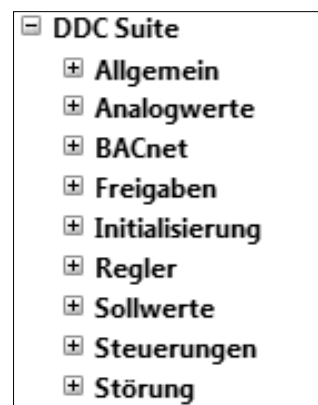 DDC Suite
Allgemein
Analogwerte
BACnet
Freigaben
Initialisierung
Regler
Sollwerte
Steuerungen
Störung